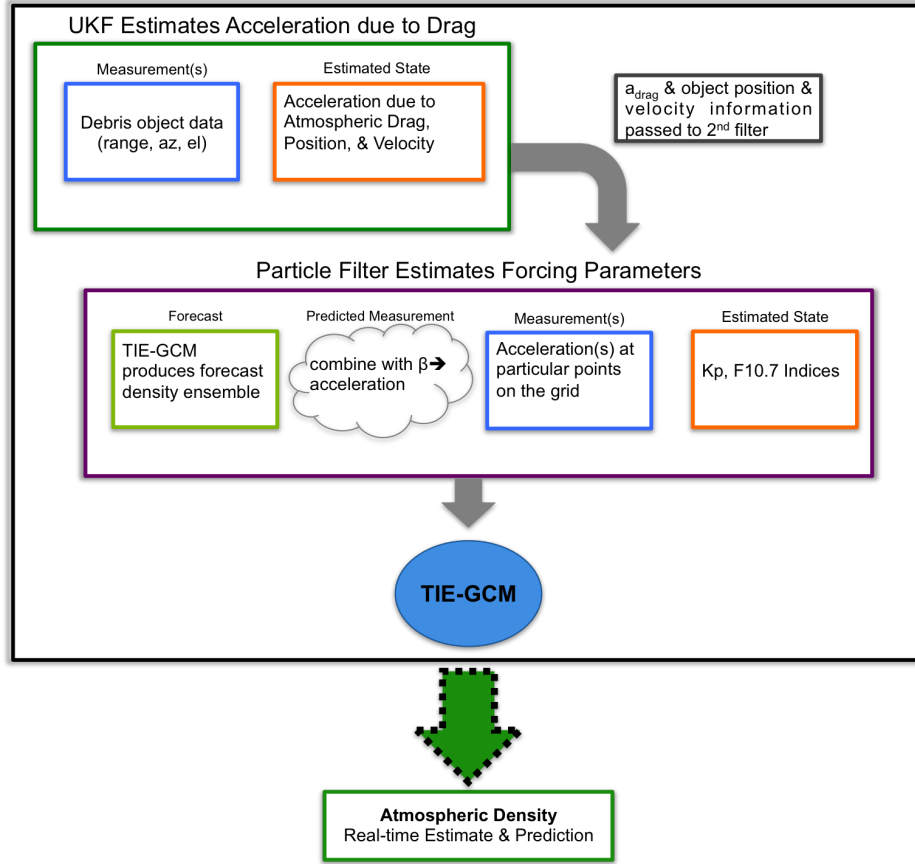 UKF Estimates Acceleration due to Drag
Measurement(s)
Debris object data
(range, az, el)
Estimated State
Acceleration due to
Atmospheric Drag,
Position, & Velocity
a_drag & object position &
velocity information
passed to 2nd filter
Particle Filter Estimates Forcing Parameters
Forecast
TIE-GCM
produces forecast
density ensemble
Predicted Measurement
combine with β➔
acceleration
Measurement(s)
Acceleration(s) at
particular points
on the grid
Estimated State
Kp, F10.7 Indices
TIE-GCM
Atmospheric Density
Real-time Estimate & Prediction